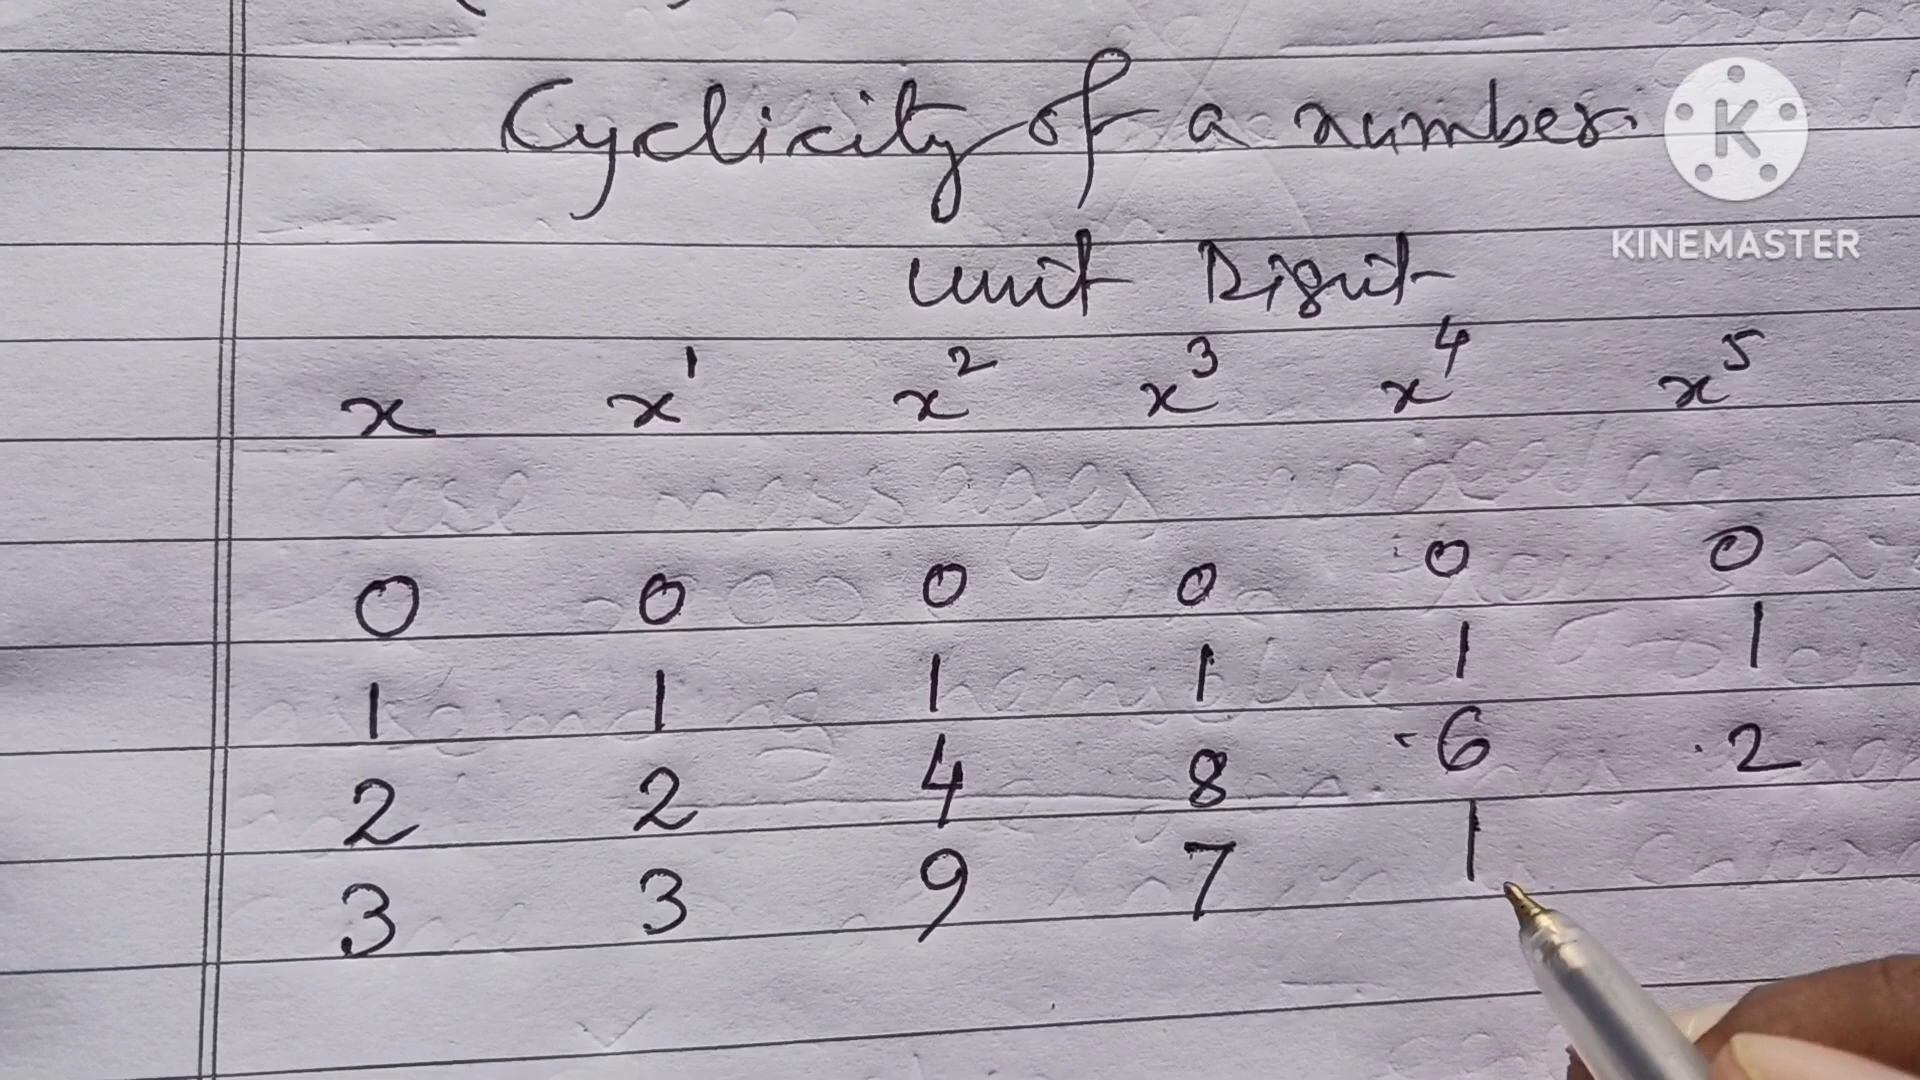 Cyclicity of a number.
KINEMASTER
Unit Digit
x x¹ x² x³ x⁴ x⁵
0 0 0 0 0 0
1 1 1 1 1 1
2 2 4 8 6 2
3 3 9 7 1